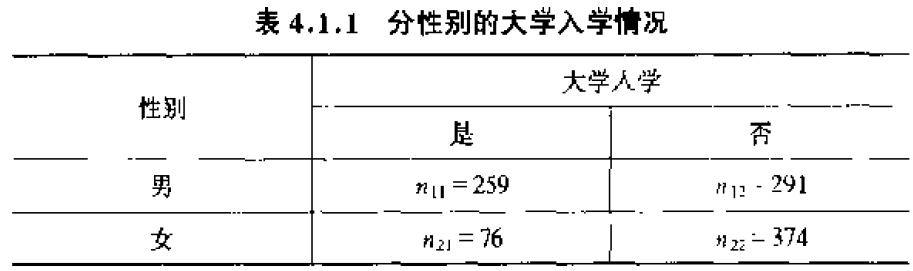 表 4.1.1 分性别的大学入学情况
性别
大学入学
是
否
男
n₁₁ = 259
n₁₂ = 291
女
n₂₁ = 76
n₂₂ = 374